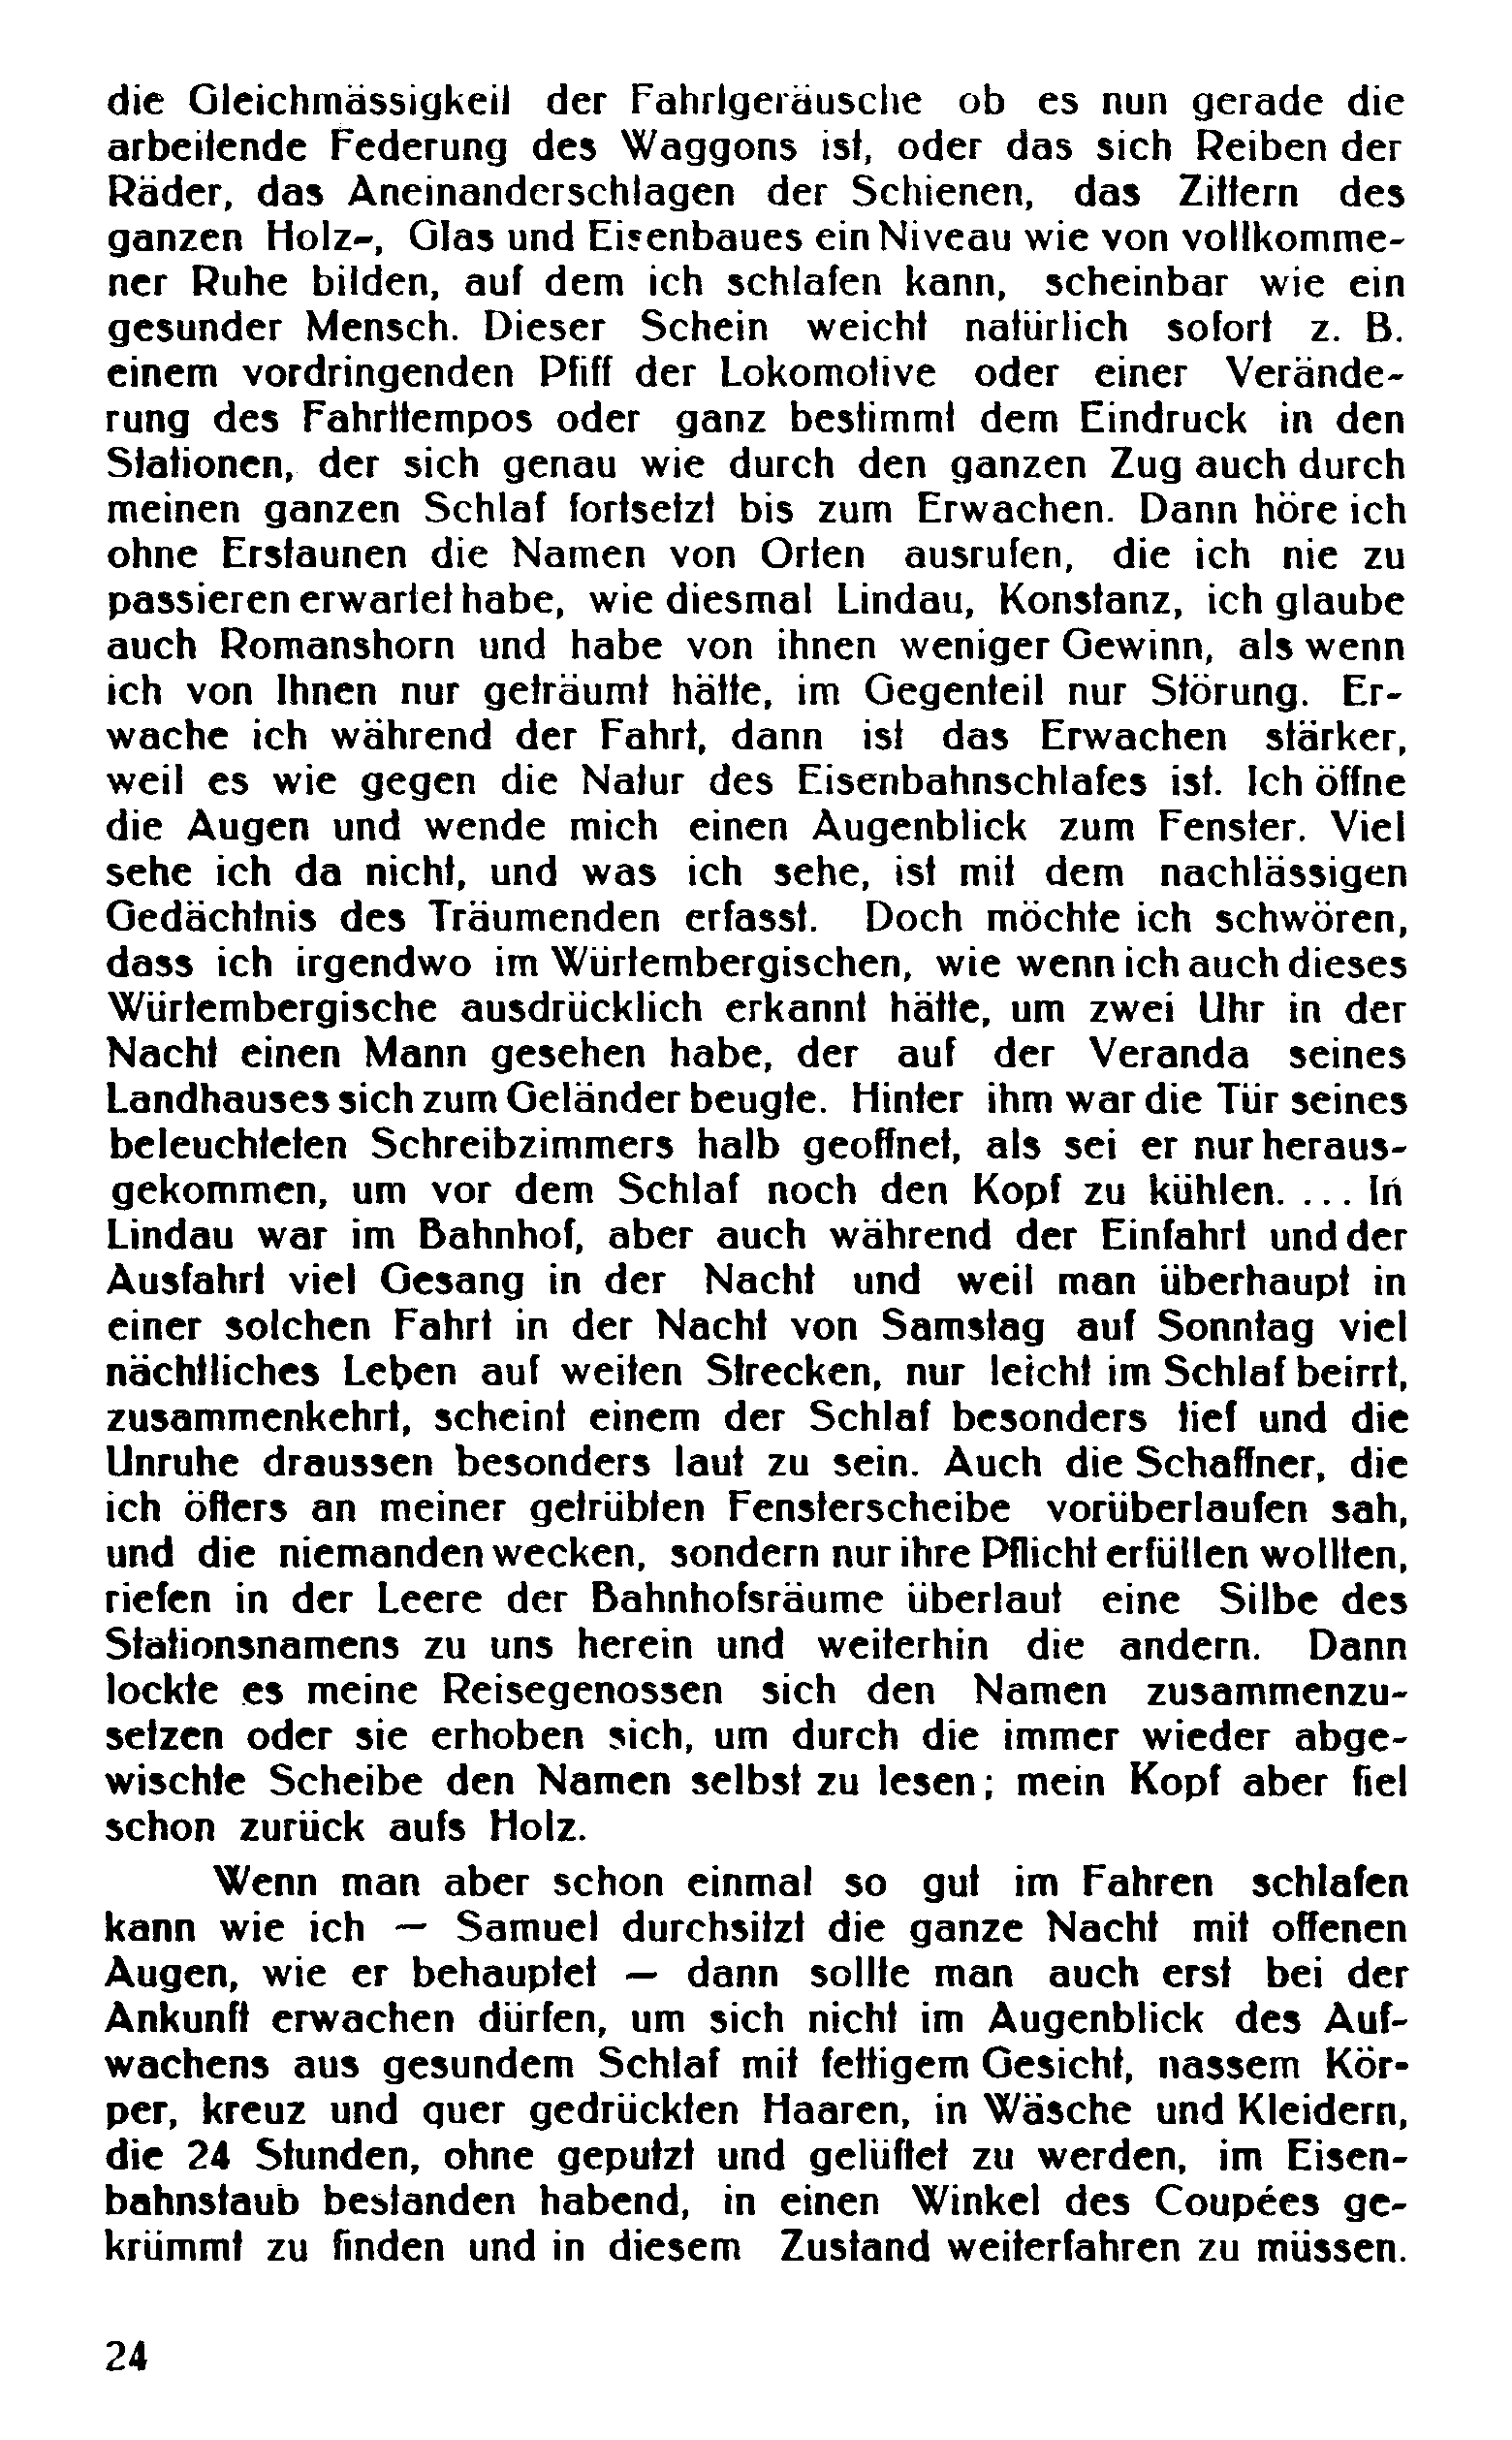 die Gleichmässigkeit der Fahrtgeräusche ob es nun gerade die
arbeitende Federung des Waggons ist, oder das sich Reiben der
Räder, das Aneinanderschlagen der Schienen, das Zittern des
ganzen Holz-, Glas und Eisenbaues ein Niveau wie von vollkomme-
ner Ruhe bilden, auf dem ich schlafen kann, scheinbar wie ein
gesunder Mensch. Dieser Schein weicht natürlich sofort z. B.
einem vordringenden Pfiff der Lokomotive oder einer Verände-
rung des Fahrttempos oder ganz bestimmt dem Eindruck in den
Stationen, der sich genau wie durch den ganzen Zug auch durch
meinen ganzen Schlaf fortsetzt bis zum Erwachen. Dann höre ich
ohne Erstaunen die Namen von Orten ausrufen, die ich nie zu
passieren erwartet habe, wie diesmal Lindau, Konstanz, ich glaube
auch Romanshorn und habe von ihnen weniger Gewinn, als wenn
ich von Ihnen nur geträumt hätte, im Gegenteil nur Störung. Er-
wache ich während der Fahrt, dann ist das Erwachen stärker,
weil es wie gegen die Natur des Eisenbahnschlafes ist. Ich öffne
die Augen und wende mich einen Augenblick zum Fenster. Viel
sehe ich da nicht, und was ich sehe, ist mit dem nachlässigen
Gedächtnis des Träumenden erfasst. Doch möchte ich schwören,
dass ich irgendwo im Würtembergischen, wie wenn ich auch dieses
Würtembergische ausdrücklich erkannt hätte, um zwei Uhr in der
Nacht einen Mann gesehen habe, der auf der Veranda seines
Landhauses sich zum Geländer beugte. Hinter ihm war die Tür seines
beleuchteten Schreibzimmers halb geoffnet, als sei er nur heraus-
gekommen, um vor dem Schlaf noch den Kopf zu kühlen. ... In
Lindau war im Bahnhof, aber auch während der Einfahrt und der
Ausfahrt viel Gesang in der Nacht und weil man überhaupt in
einer solchen Fahrt in der Nacht von Samstag auf Sonntag viel
nächtliches Leben auf weiten Strecken, nur leicht im Schlaf beirrt,
zusammenkehrt, scheint einem der Schlaf besonders tief und die
Unruhe draussen besonders laut zu sein. Auch die Schaffner, die
ich öfters an meiner getrübten Fensterscheibe vorüberlaufen sah,
und die niemanden wecken, sondern nur ihre Pflicht erfüllen wollten,
riefen in der Leere der Bahnhofsräume überlaut eine Silbe des
Stationsnamens zu uns herein und weiterhin die andern. Dann
lockte es meine Reisegenossen sich den Namen zusammenzu-
setzen oder sie erhoben sich, um durch die immer wieder abge-
wischte Scheibe den Namen selbst zu lesen; mein Kopf aber fiel
schon zurück aufs Holz.
Wenn man aber schon einmal so gut im Fahren schlafen
kann wie ich — Samuel durchsitzt die ganze Nacht mit offenen
Augen, wie er behauptet — dann sollte man auch erst bei der
Ankunft erwachen dürfen, um sich nicht im Augenblick des Auf-
wachens aus gesundem Schlaf mit fettigem Gesicht, nassem Kör-
per, kreuz und quer gedrückten Haaren, in Wäsche und Kleidern,
die 24 Stunden, ohne geputzt und gelüftet zu werden, im Eisen-
bahnstaub bestanden habend, in einen Winkel des Coupées ge-
krümmt zu finden und in diesem Zustand weiterfahren zu müssen.
24